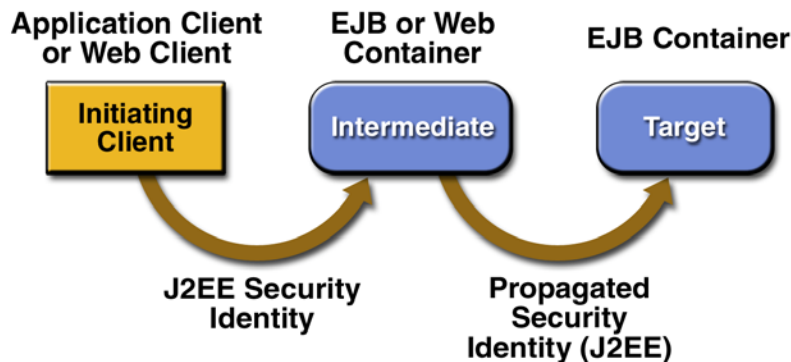 Application Client
or Web Client
EJB or Web
Container
EJB Container
Initiating
Client
Intermediate
Target
J2EE Security
Identity
Propagated
Security
Identity (J2EE)